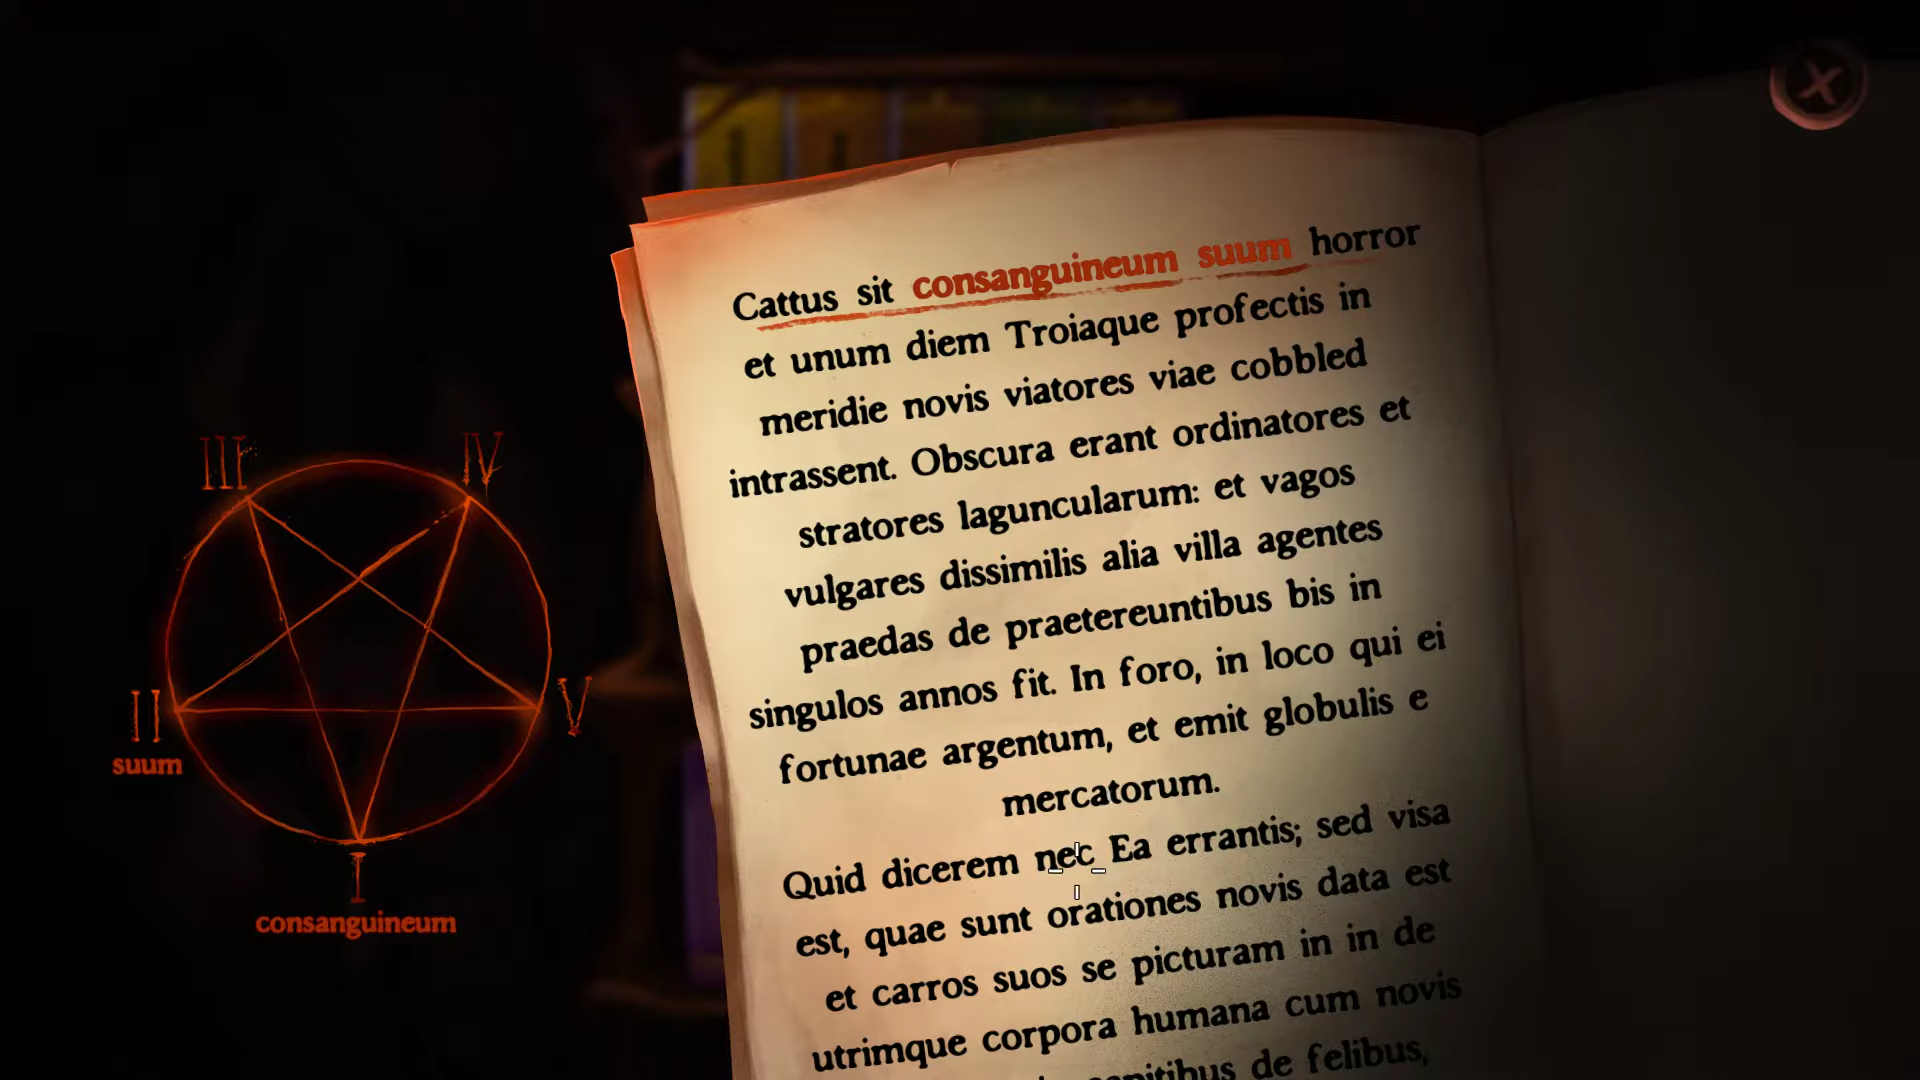 Cattus sit consanguineum suum horror
et unum diem Troiaque profectis in
meridie novis viatores viae cobbled
intrassent. Obscura erant ordinatores et
stratores laguncularum: et vagos
vulgares dissimilis alia villa agentes
praedas de praetereuntibus bis in
singulos annos fit. In foro, in loco qui ei
fortunae argentum, et emit globulis e
mercatorum.
Quid dicerem nec Ea errantis; sed visa
est, quae sunt orationes novis data est
et carros suos se picturam in in de
utrimque corpora humana cum novis
capitibus de felibus,
III
IV
II
suum
V
I
consanguineum
X